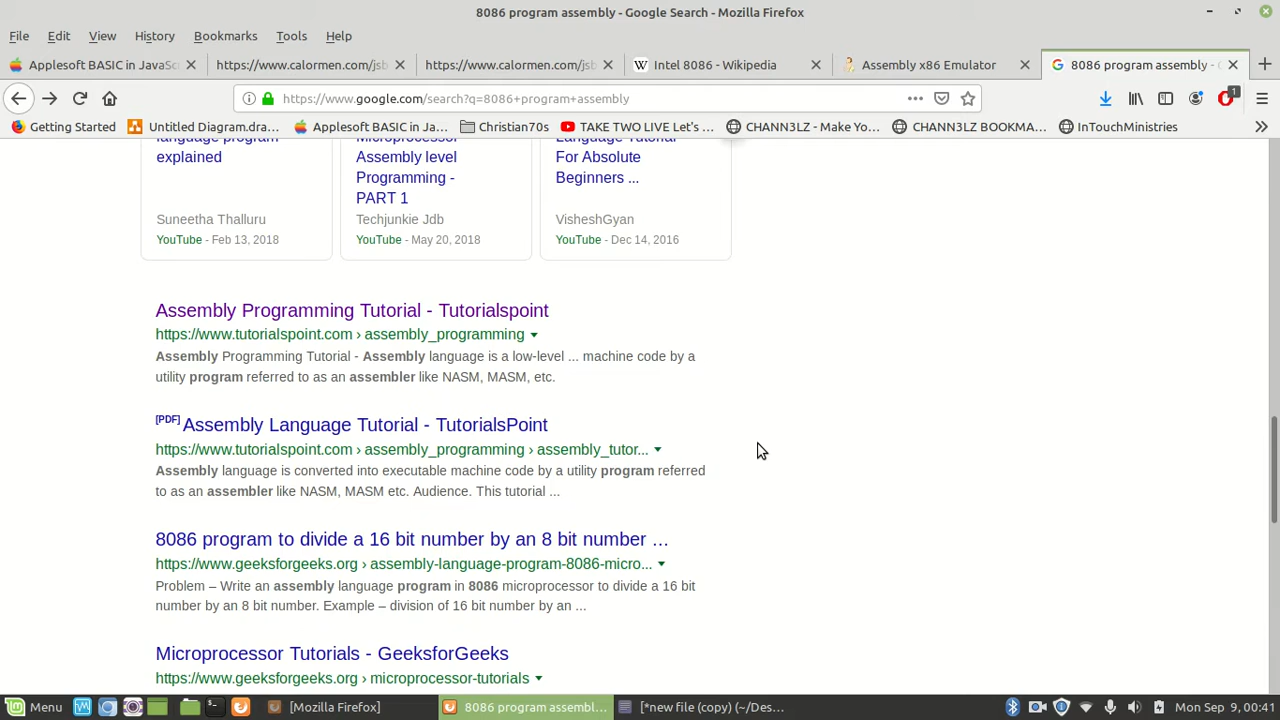 8086 program assembly - Google Search - Mozilla Firefox
File Edit View History Bookmarks Tools Help
Applesoft BASIC in JavaSc https://www.calormen.com/jsb https://www.calormen.com/jsb Intel 8086 - Wikipedia Assembly x86 Emulator 8086 program assembly -
https://www.google.com/search?q=8086+program+assembly 1
Getting Started Untitled Diagram.dra... Applesoft BASIC in Ja... Christian70s TAKE TWO LIVE Let's ... CHANN3LZ - Make Yo... CHANN3LZ BOOKMA... InTouchMinistries
language program Microprocessor Language Tutorial
explained Assembly level For Absolute
Programming - Beginners ...
PART 1
Suneetha Thalluru Techjunkie Jdb VisheshGyan
YouTube - Feb 13, 2018 YouTube - May 20, 2018 YouTube - Dec 14, 2016
Assembly Programming Tutorial - Tutorialspoint
https://www.tutorialspoint.com › assembly_programming
Assembly Programming Tutorial - Assembly language is a low-level ... machine code by a
utility program referred to as an assembler like NASM, MASM, etc.
[PDF] Assembly Language Tutorial - TutorialsPoint
https://www.tutorialspoint.com › assembly_programming › assembly_tutor...
Assembly language is converted into executable machine code by a utility program referred
to as an assembler like NASM, MASM etc. Audience. This tutorial ...
8086 program to divide a 16 bit number by an 8 bit number ...
https://www.geeksforgeeks.org › assembly-language-program-8086-micro...
Problem – Write an assembly language program in 8086 microprocessor to divide a 16 bit
number by an 8 bit number. Example – division of 16 bit number by an ...
Microprocessor Tutorials - GeeksforGeeks
https://www.geeksforgeeks.org › microprocessor-tutorials
Menu [Mozilla Firefox] 8086 program assembl... [*new file (copy) (~/Des... Mon Sep 9, 00:41